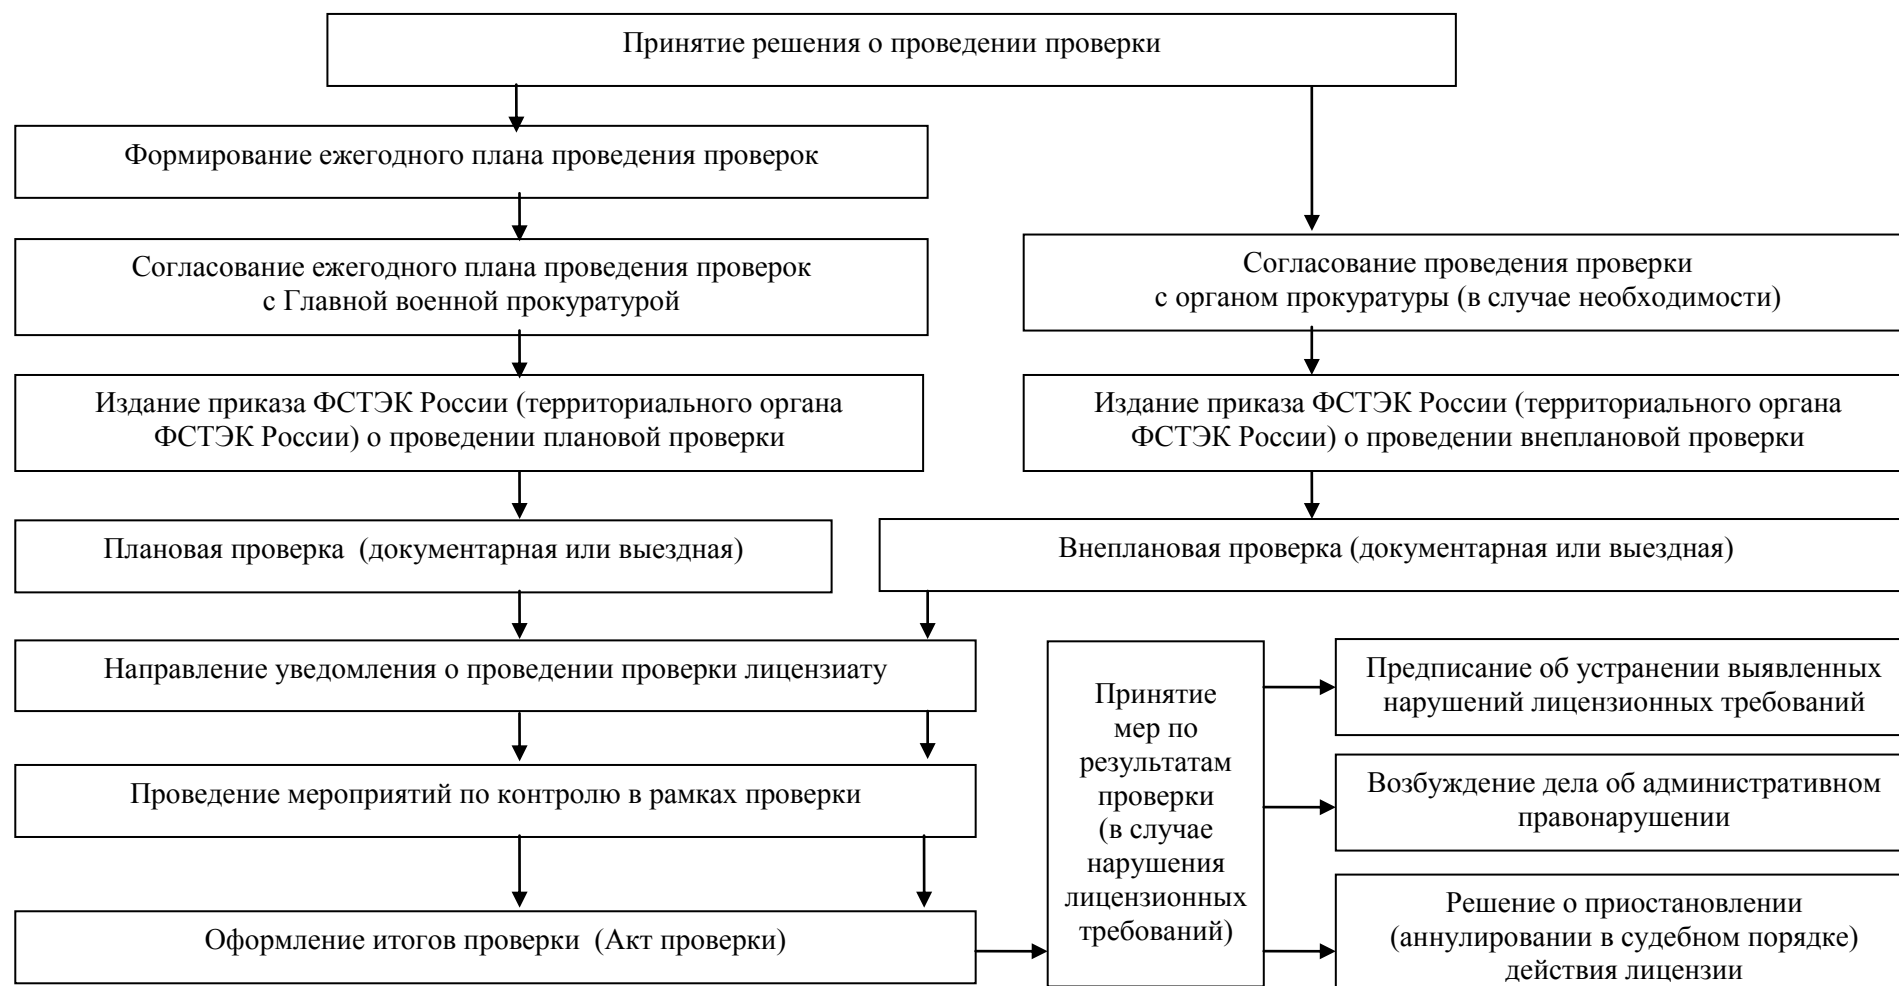 Принятие решения о проведении проверки
Формирование ежегодного плана проведения проверок
Согласование ежегодного плана проведения проверок
с Главной военной прокуратурой
Согласование проведения проверки
с органом прокуратуры (в случае необходимости)
Издание приказа ФСТЭК России (территориального органа
ФСТЭК России) о проведении плановой проверки
Издание приказа ФСТЭК России (территориального органа
ФСТЭК России) о проведении внеплановой проверки
Плановая проверка (документарная или выездная)
Внеплановая проверка (документарная или выездная)
Направление уведомления о проведении проверки лицензиату
Проведение мероприятий по контролю в рамках проверки
Оформление итогов проверки (Акт проверки)
Принятие
мер по
результатам
проверки
(в случае
нарушения
лицензионных
требований)
Предписание об устранении выявленных
нарушений лицензионных требований
Возбуждение дела об административном
правонарушении
Решение о приостановлении
(аннулировании в судебном порядке)
действия лицензии